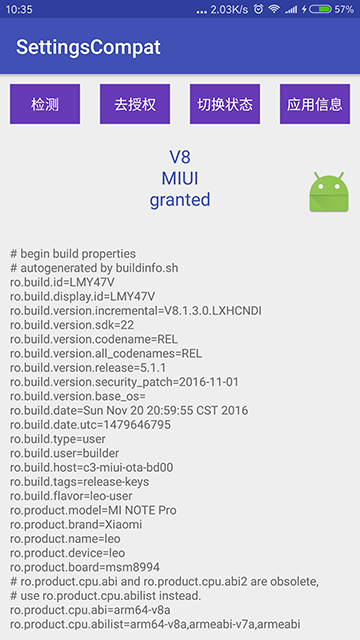 10:35 ... 2.03K/s 57%
SettingsCompat
检测 去授权 切换状态 应用信息
V8
MIUI
granted
# begin build properties
# autogenerated by buildinfo.sh
ro.build.id=LMY47V
ro.build.display.id=LMY47V
ro.build.version.incremental=V8.1.3.0.LXHCNDI
ro.build.version.sdk=22
ro.build.version.codename=REL
ro.build.version.all_codenames=REL
ro.build.version.release=5.1.1
ro.build.version.security_patch=2016-11-01
ro.build.version.base_os=
ro.build.date=Sun Nov 20 20:59:55 CST 2016
ro.build.date.utc=1479646795
ro.build.type=user
ro.build.user=builder
ro.build.host=c3-miui-ota-bd00
ro.build.tags=release-keys
ro.build.flavor=leo-user
ro.product.model=MI NOTE Pro
ro.product.brand=Xiaomi
ro.product.name=leo
ro.product.device=leo
ro.product.board=msm8994
# ro.product.cpu.abi and ro.product.cpu.abi2 are obsolete,
# use ro.product.cpu.abilist instead.
ro.product.cpu.abi=arm64-v8a
ro.product.cpu.abilist=arm64-v8a,armeabi-v7a,armeabi